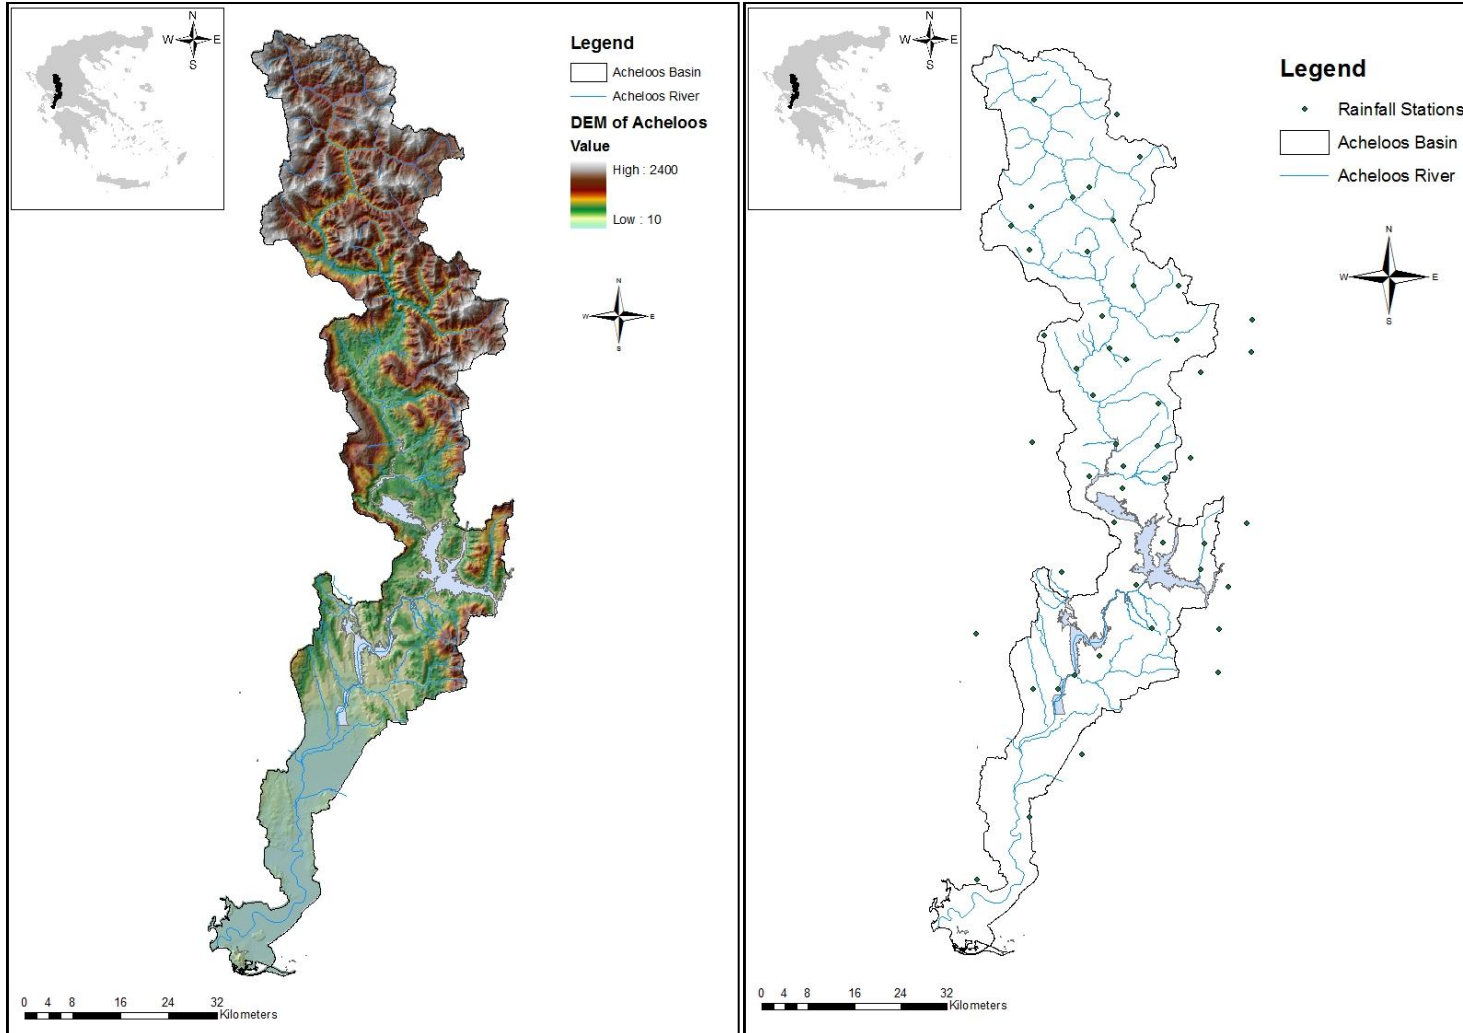 N
W E
S
Legend
Acheloos Basin
Acheloos River
DEM of Acheloos
Value
High : 2400
Low : 10
N
W E
S
0 4 8 16 24 32
Kilometers
N
W E
S
Legend
Rainfall Stations
Acheloos Basin
Acheloos River
N
W E
S
0 4 8 16 24 32
Kilometers